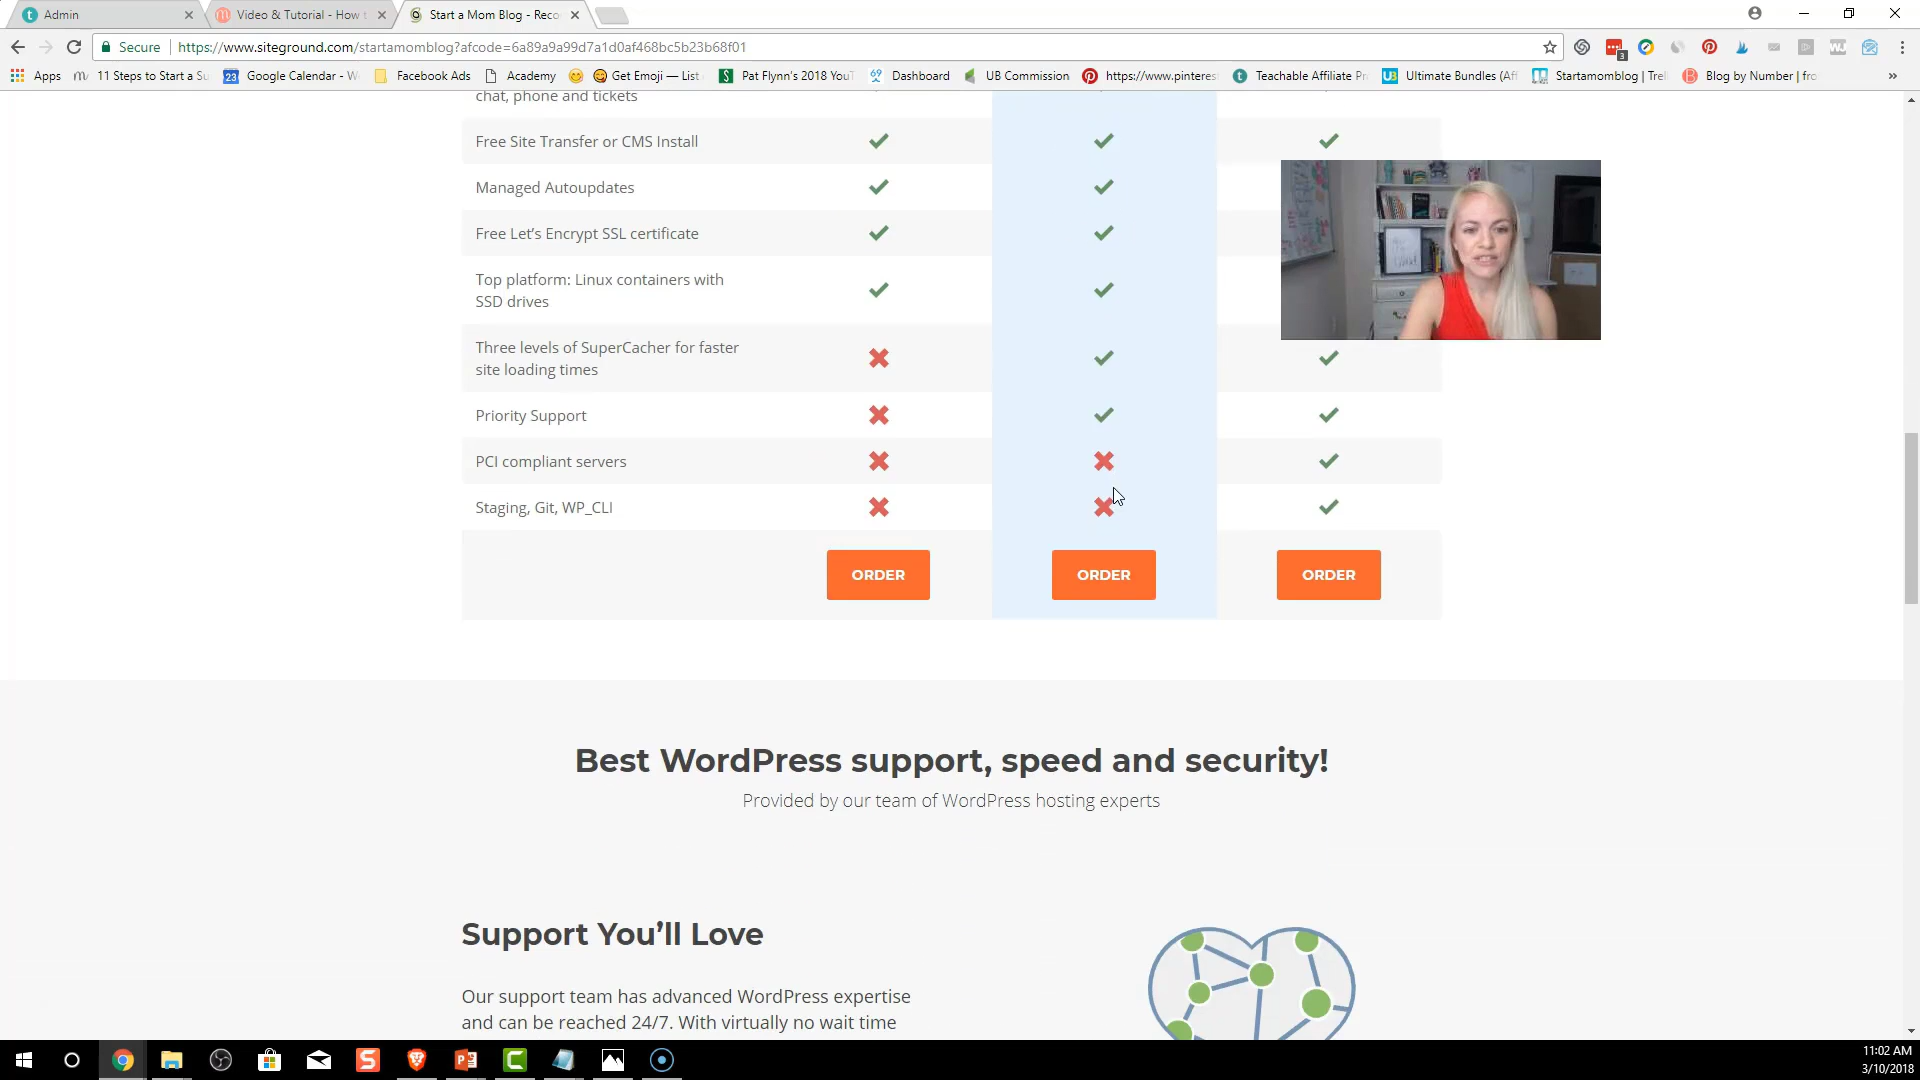 Admin
Video & Tutorial - How t
Start a Mom Blog - Reco
Secure
https://www.siteground.com/startamomblog?afcode=6a89a9a99d7a1d0af468bc5b23b68f01
3
Apps
11 Steps to Start a Su
23
Google Calendar - W
Facebook Ads
Academy
Get Emoji — List
Pat Flynn's 2018 YouT
Dashboard
UB Commission
https://www.pinteres
Teachable Affiliate Pr
Ultimate Bundles (Aff
Startamomblog | Trel
Blog by Number | fro
chat, phone and tickets
Free Site Transfer or CMS Install
Managed Autoupdates
Free Let's Encrypt SSL certificate
Top platform: Linux containers with
SSD drives
Three levels of SuperCacher for faster
site loading times
Priority Support
PCI compliant servers
Staging, Git, WP_CLI
ORDER
ORDER
ORDER
Best WordPress support, speed and security!
Provided by our team of WordPress hosting experts
Support You'll Love
Our support team has advanced WordPress expertise
and can be reached 24/7. With virtually no wait time
11:02 AM
3/10/2018